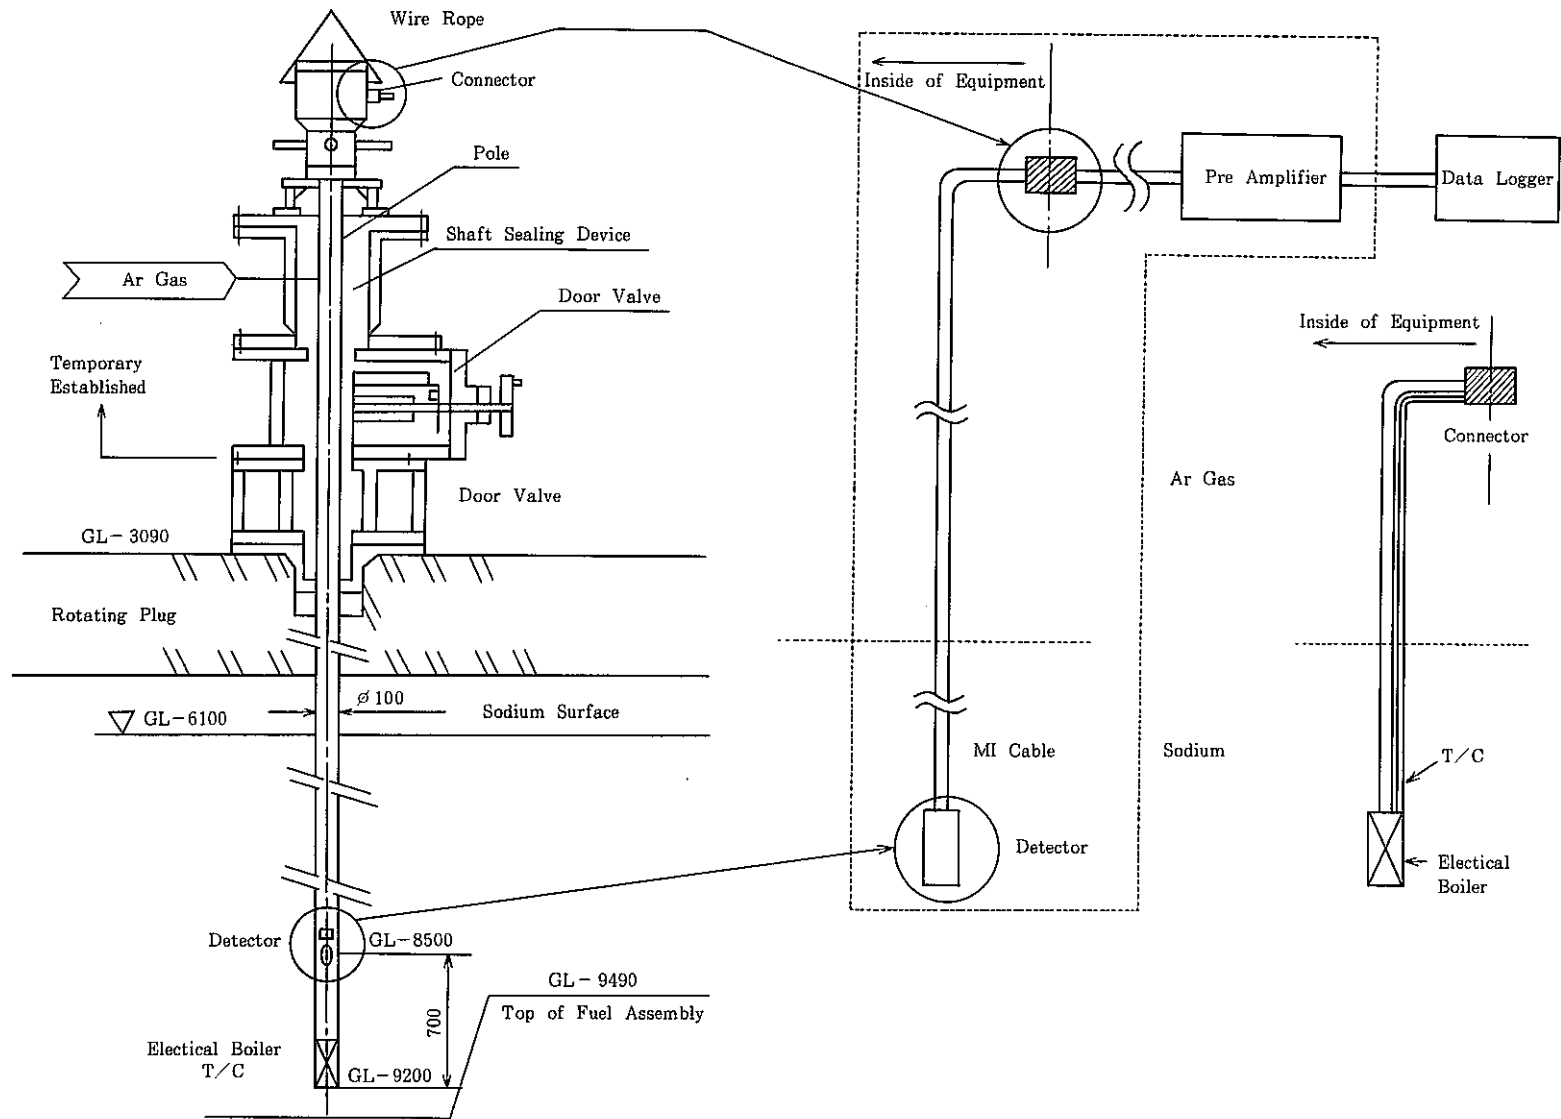 Wire Rope
Connector
Pole
Shaft Sealing Device
Ar Gas
Door Valve
Temporary
Established
Door Valve
GL－3090
Rotating Plug
ø100
GL－6100
Sodium Surface
Detector
GL－8500
700
GL－9490
Top of Fuel Assembly
Electical Boiler
T/C
GL－9200
Inside of Equipment
Pre Amplifier
Data Logger
Ar Gas
MI Cable
Sodium
Detector
Inside of Equipment
Connector
T/C
Electical
Boiler